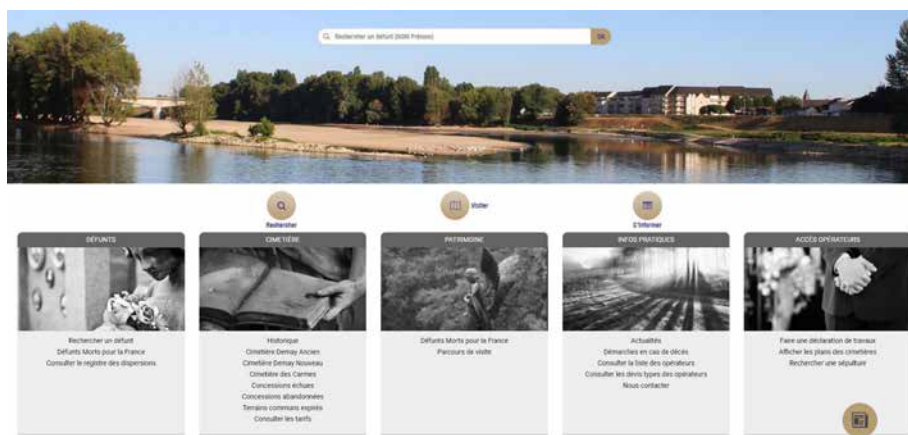 Rechercher un défunt (NOM Prénom)
OK
Rechercher
Visiter
S'informer
DÉFUNTS
Rechercher un défunt
Défunts Morts pour la France
Consulter le registre des dispersions
CIMETIÈRE
Historique
Cimetière Demay Ancien
Cimetière Demay Nouveau
Cimetière des Carmes
Concessions échues
Concessions abandonnées
Terrains communs expirés
Consulter les tarifs
PATRIMOINE
Défunts Morts pour la France
Parcours de visite
INFOS PRATIQUES
Actualités
Démarches en cas de décès
Consulter la liste des opérateurs
Consulter les devis types des opérateurs
Nous contacter
ACCÈS OPÉRATEURS
Faire une déclaration de travaux
Afficher les plans des cimetières
Rechercher une sépulture